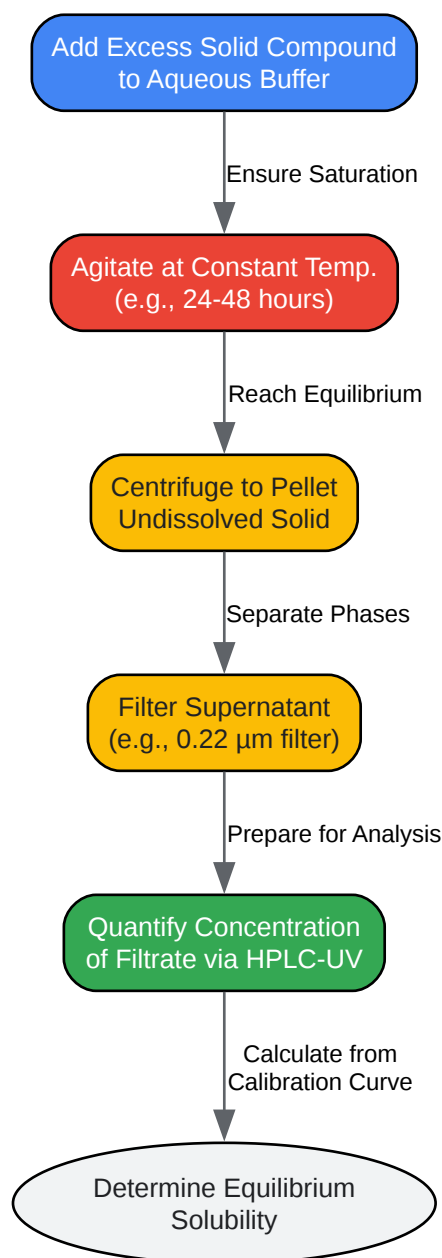 Add Excess Solid Compound
to Aqueous Buffer
Ensure Saturation
Agitate at Constant Temp.
(e.g., 24-48 hours)
Reach Equilibrium
Centrifuge to Pellet
Undissolved Solid
Separate Phases
Filter Supernatant
(e.g., 0.22 µm filter)
Prepare for Analysis
Quantify Concentration
of Filtrate via HPLC-UV
Calculate from
Calibration Curve
Determine Equilibrium
Solubility